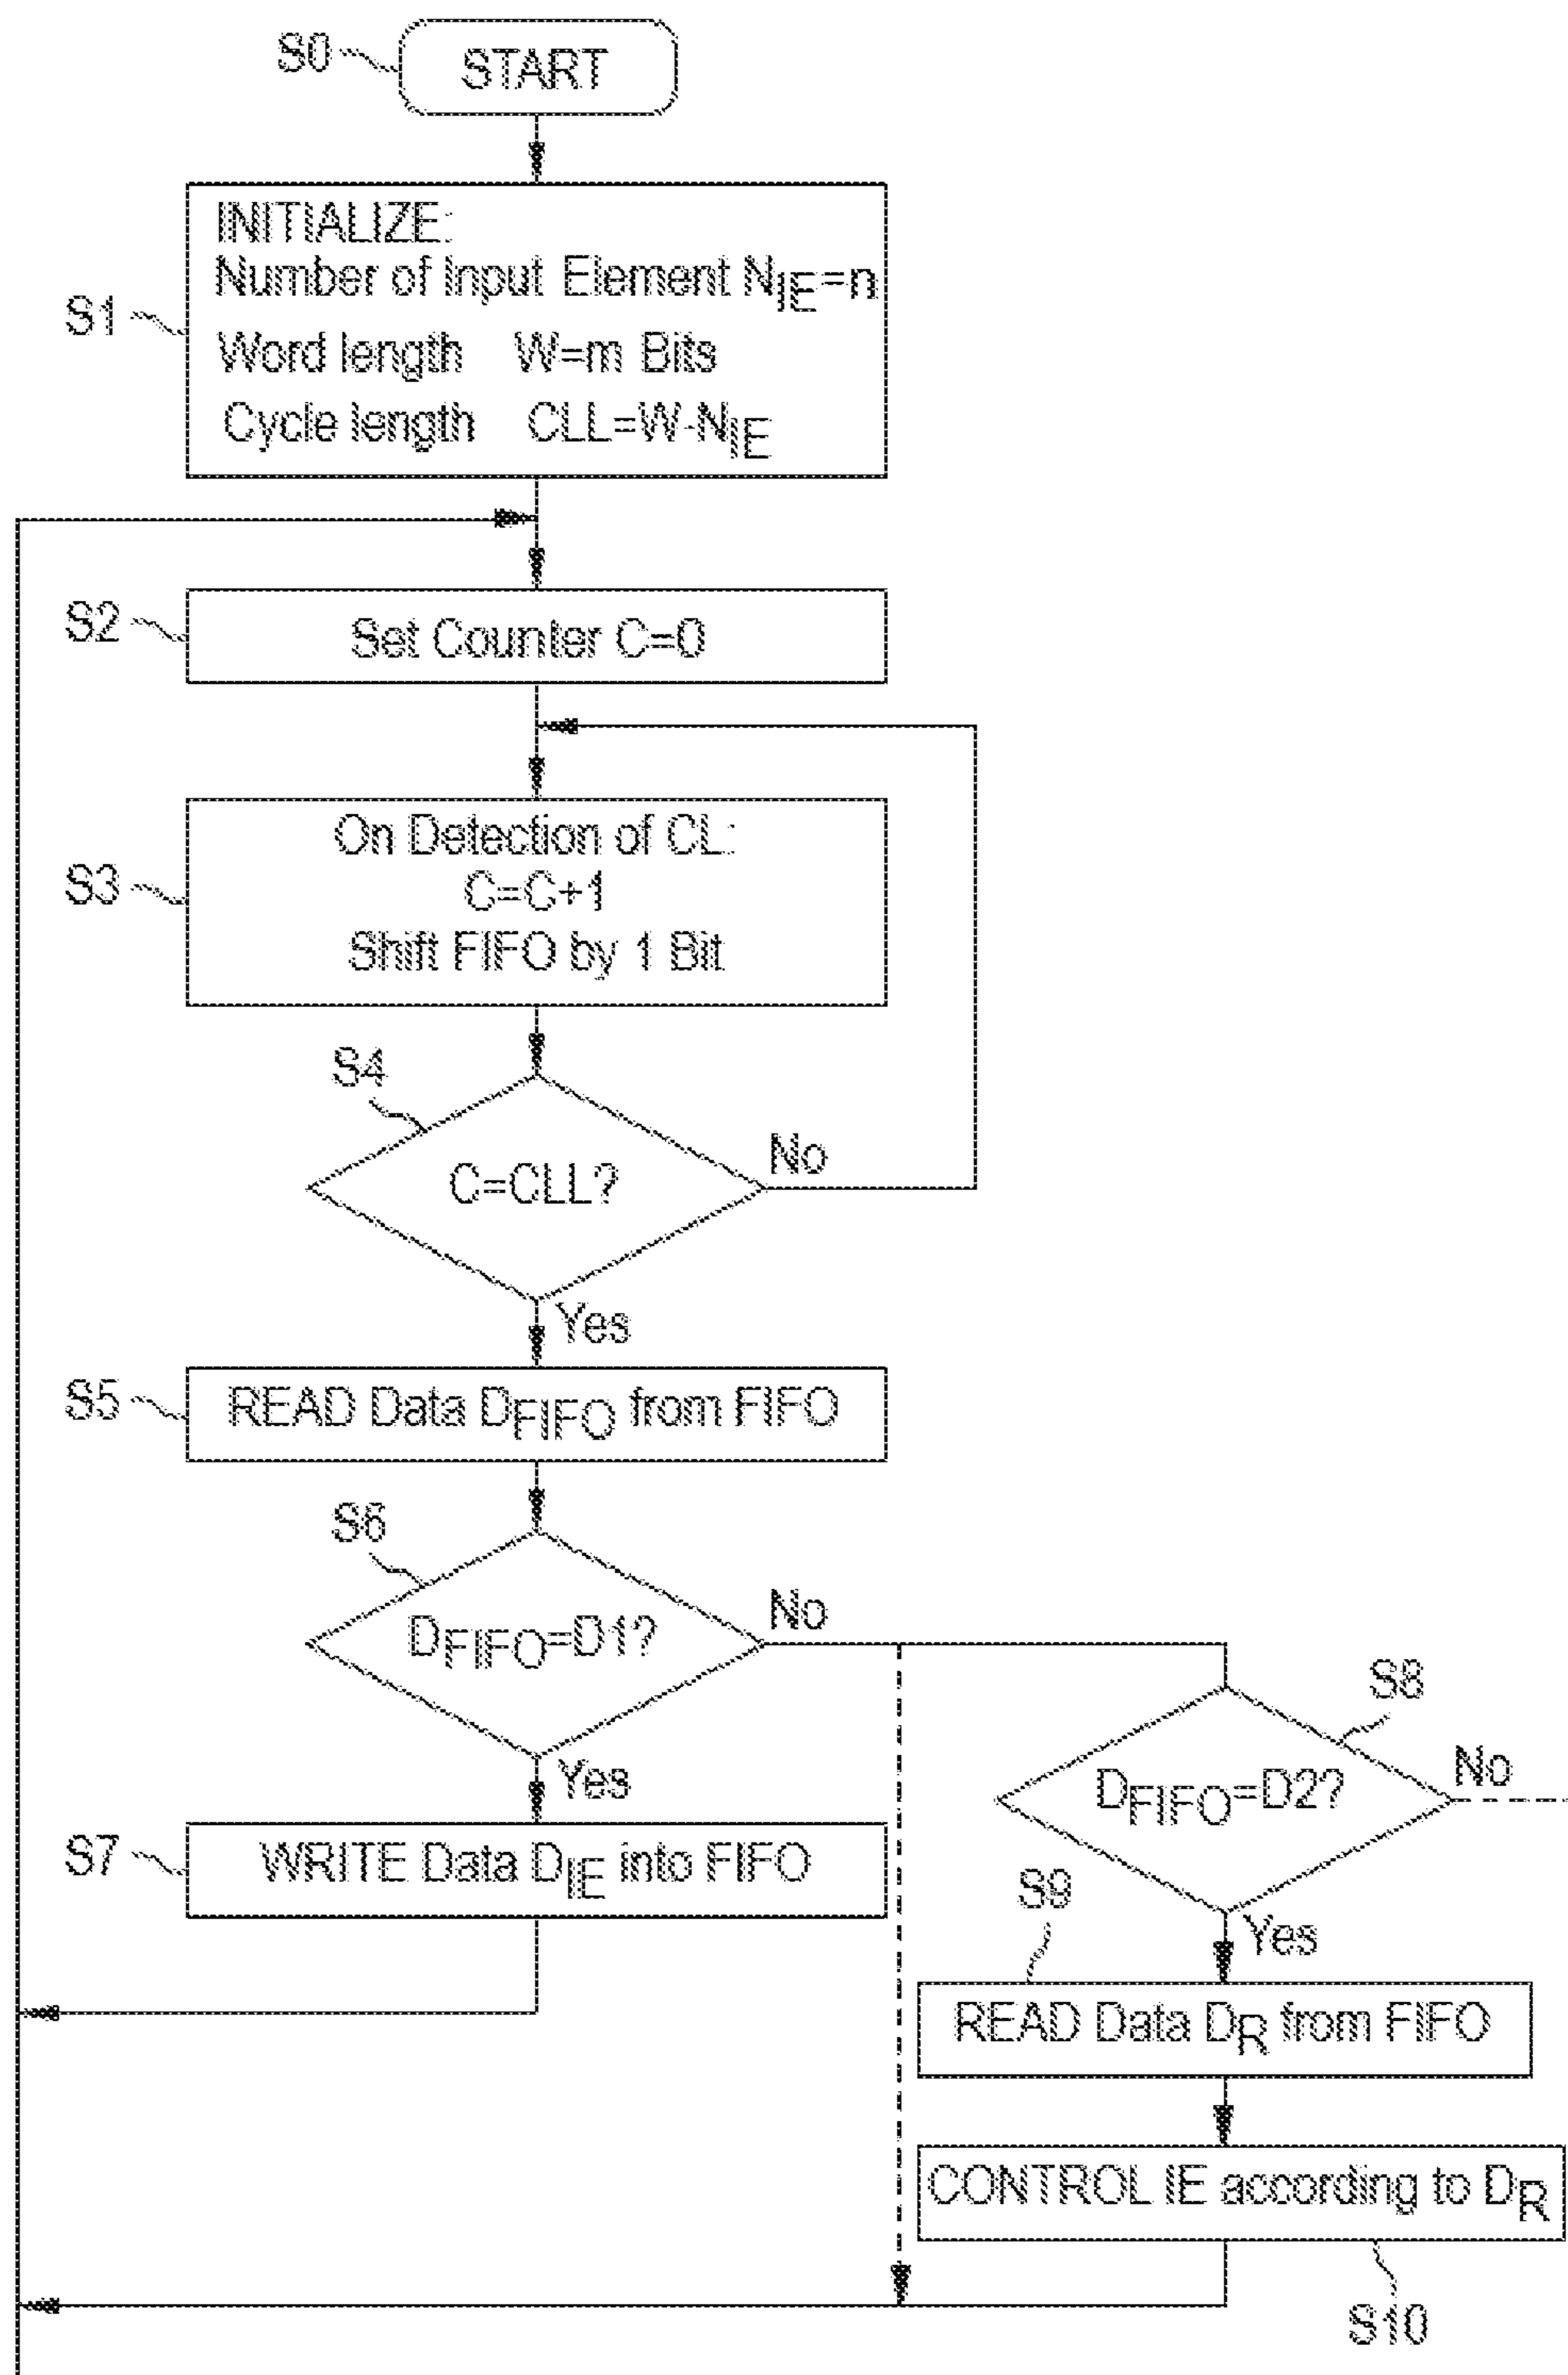 S0
START
S1
INITIALIZE:
Number of Input Element NIE=n
Word length W=m Bits
Cycle length CLL=W-NIE
S2
Set Counter C=0
S3
On Detection of CL:
C=C+1
Shift FIFO by 1 Bit
S4
C=CLL?
No
Yes
S5
READ Data DFIFO from FIFO
S6
DFIFO=D1?
No
Yes
S7
WRITE Data DIE into FIFO
S8
DFIFO=D2?
No
Yes
S9
READ Data DR from FIFO
CONTROL IE according to DR
S10